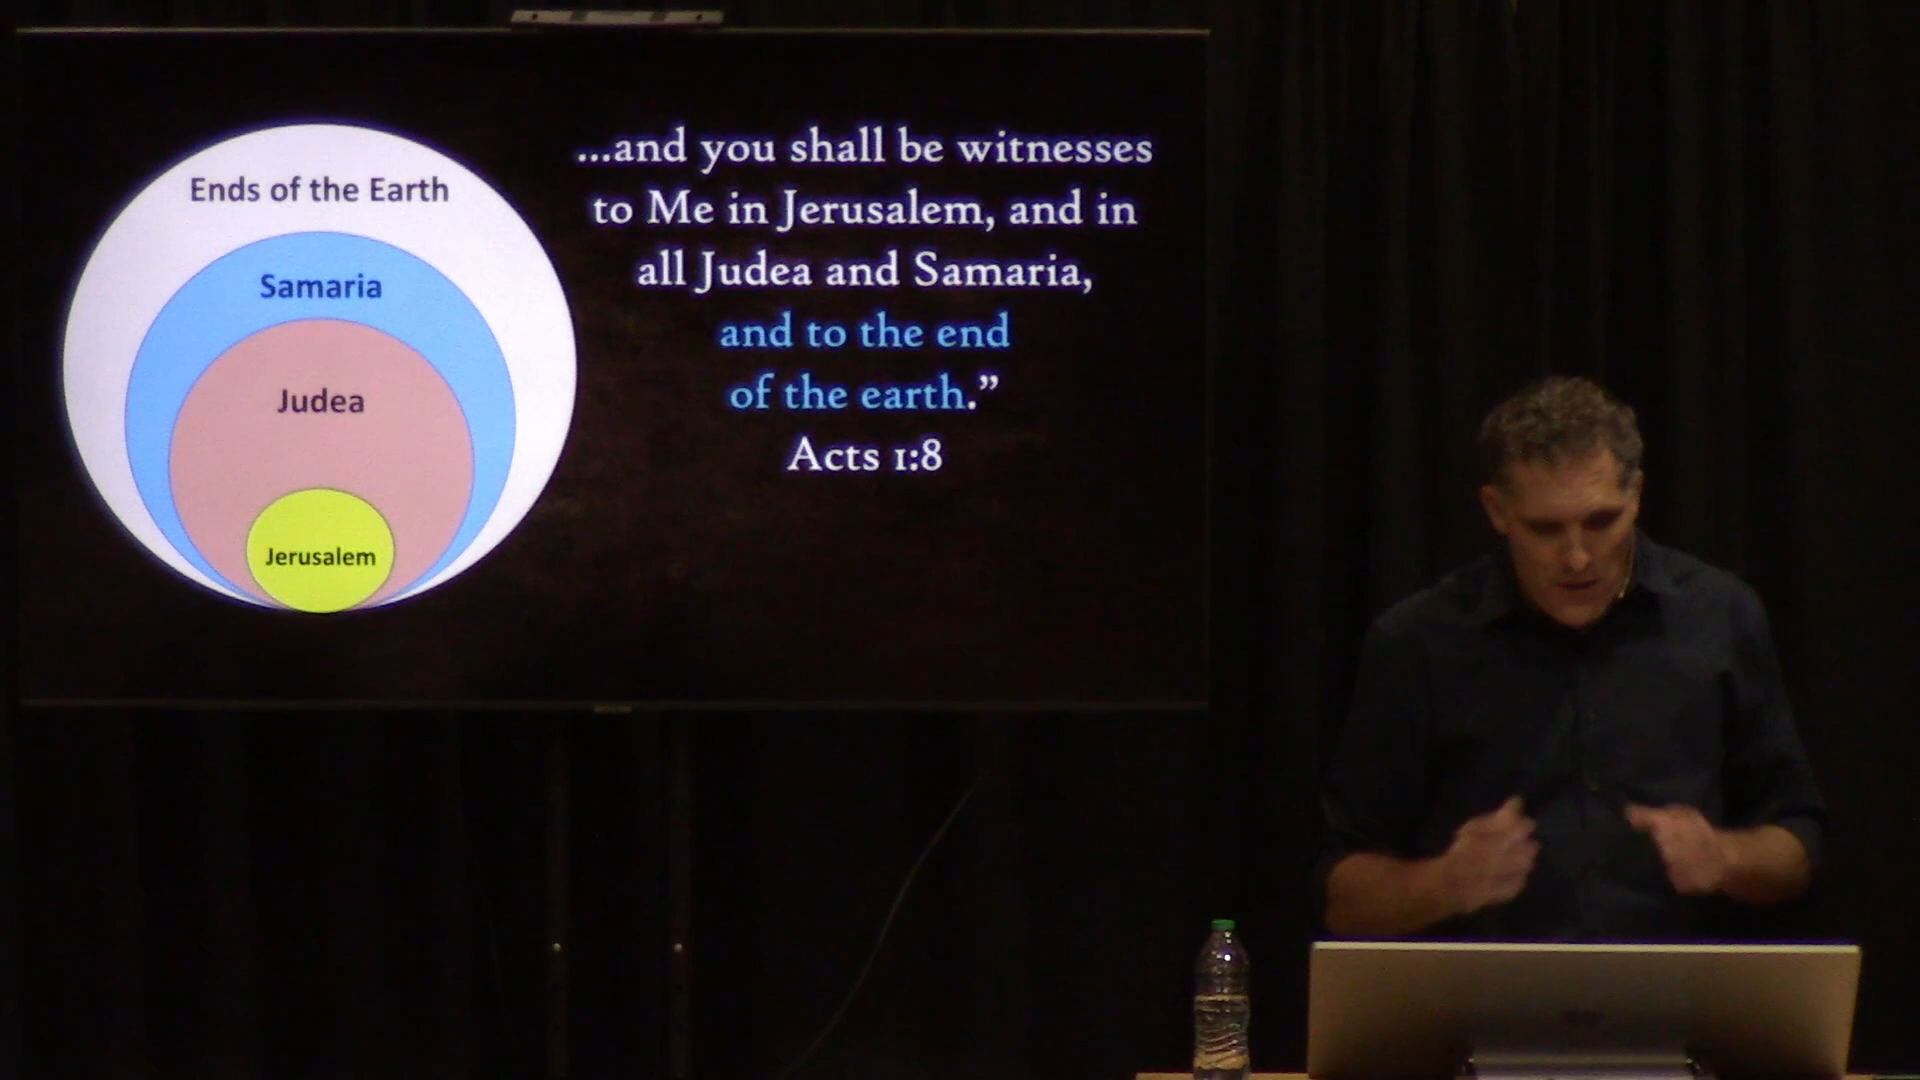 Ends of the Earth
Samaria
Judea
Jerusalem
...and you shall be witnesses
to Me in Jerusalem, and in
all Judea and Samaria,
and to the end
of the earth.”
Acts 1:8